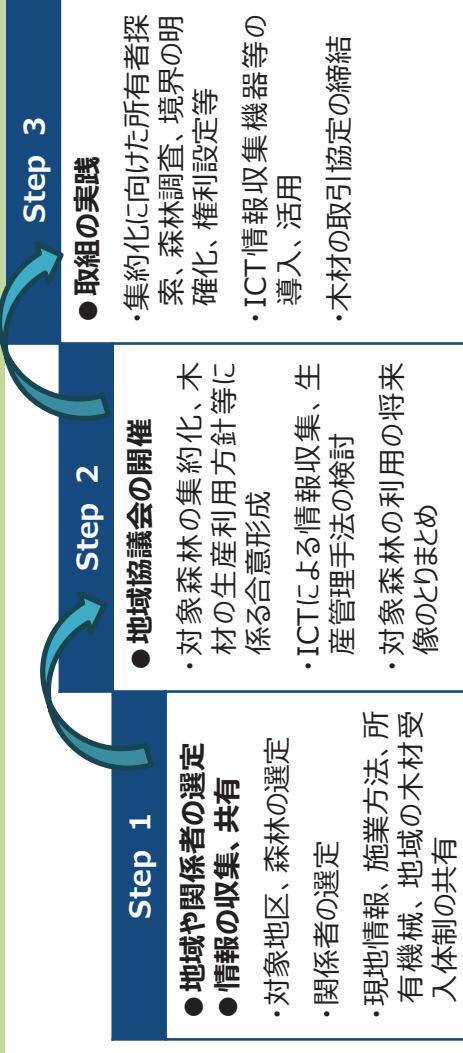 Step 1
●地域や関係者の選定
●情報の収集、共有
・対象地区、森林の選定
・関係者の選定
・現地情報、施業方法、所
有機械、地域の木材受
入体制の共有
Step 2
●地域協議会の開催
・対象森林の集約化、木
材の生産利用方針等に
係る合意形成
・ICTによる情報収集、生
産管理手法の検討
・対象森林の利用の将来
像のとりまとめ
Step 3
●取組の実践
・集約化に向けた所有者探
索、森林調査、境界の明
確化、権利設定等
・ICT情報収集機器等の
導入、活用
・木材の取引協定の締結